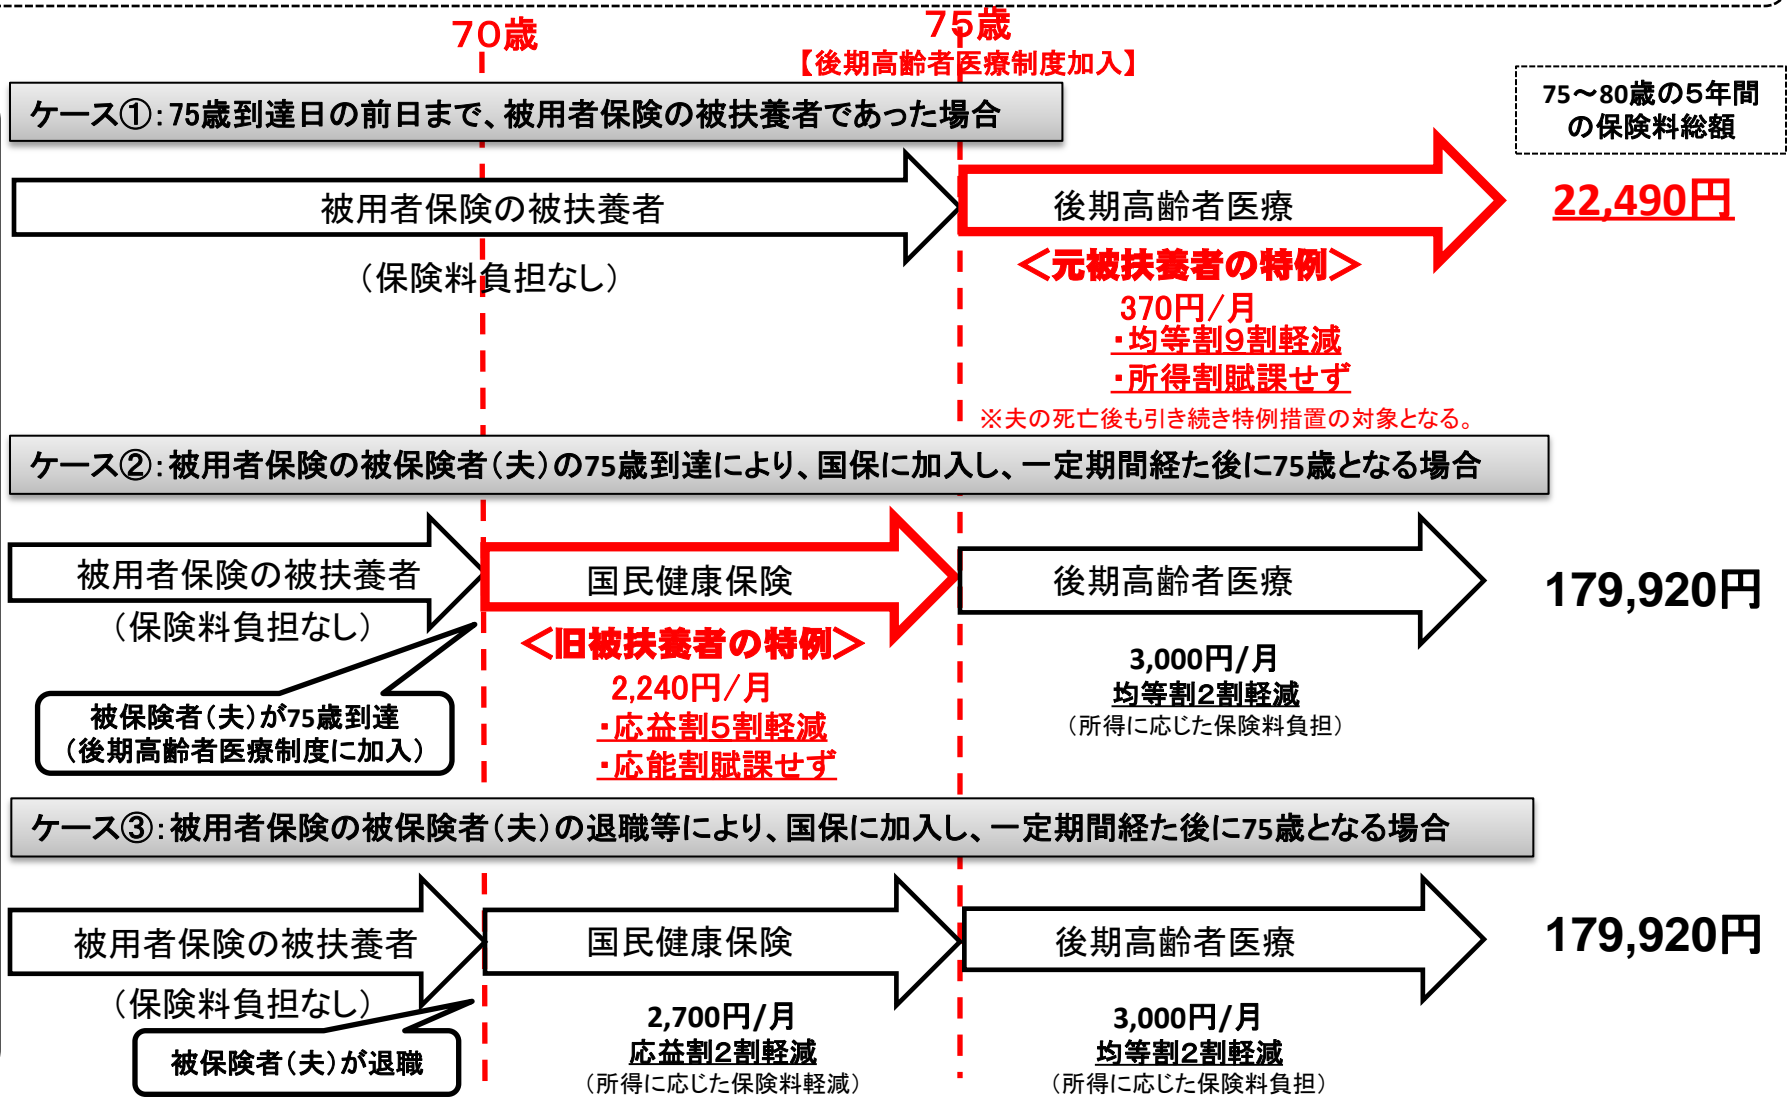 70歳
75歳
【後期高齢者医療制度加入】
75～80歳の5年間
の保険料総額
ケース①：75歳到達日の前日まで、被用者保険の被扶養者であった場合
被用者保険の被扶養者
後期高齢者医療
22,490円
（保険料負担なし）
＜元被扶養者の特例＞
370円/月
・均等割9割軽減
・所得割賦課せず
※夫の死亡後も引き続き特例措置の対象となる。
ケース②：被用者保険の被保険者（夫）の75歳到達により、国保に加入し、一定期間経た後に75歳となる場合
被用者保険の被扶養者
国民健康保険
後期高齢者医療
179,920円
（保険料負担なし）
＜旧被扶養者の特例＞
2,240円/月
・応益割5割軽減
・応能割賦課せず
3,000円/月
均等割2割軽減
（所得に応じた保険料負担）
被保険者（夫）が75歳到達
（後期高齢者医療制度に加入）
ケース③：被用者保険の被保険者（夫）の退職等により、国保に加入し、一定期間経た後に75歳となる場合
被用者保険の被扶養者
国民健康保険
後期高齢者医療
179,920円
（保険料負担なし）
被保険者（夫）が退職
2,700円/月
応益割2割軽減
（所得に応じた保険料軽減）
3,000円/月
均等割2割軽減
（所得に応じた保険料負担）